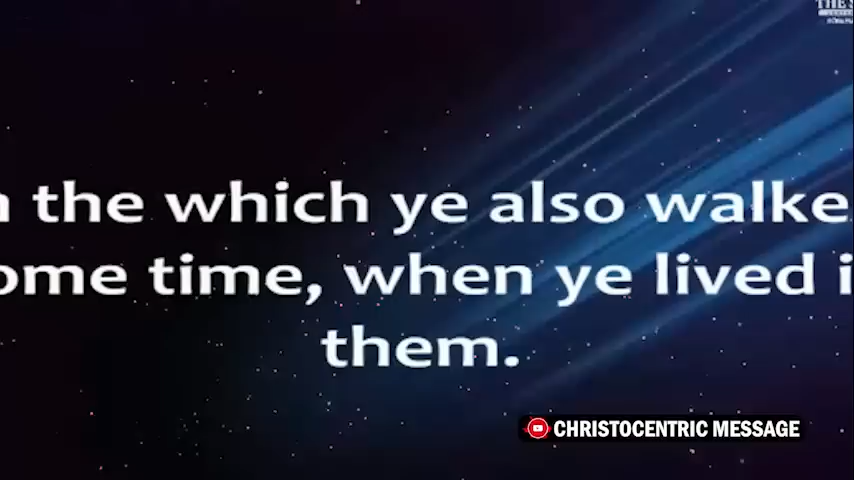 the which ye also walke
ome time, when ye lived i
them.
CHRISTOCENTRIC MESSAGE